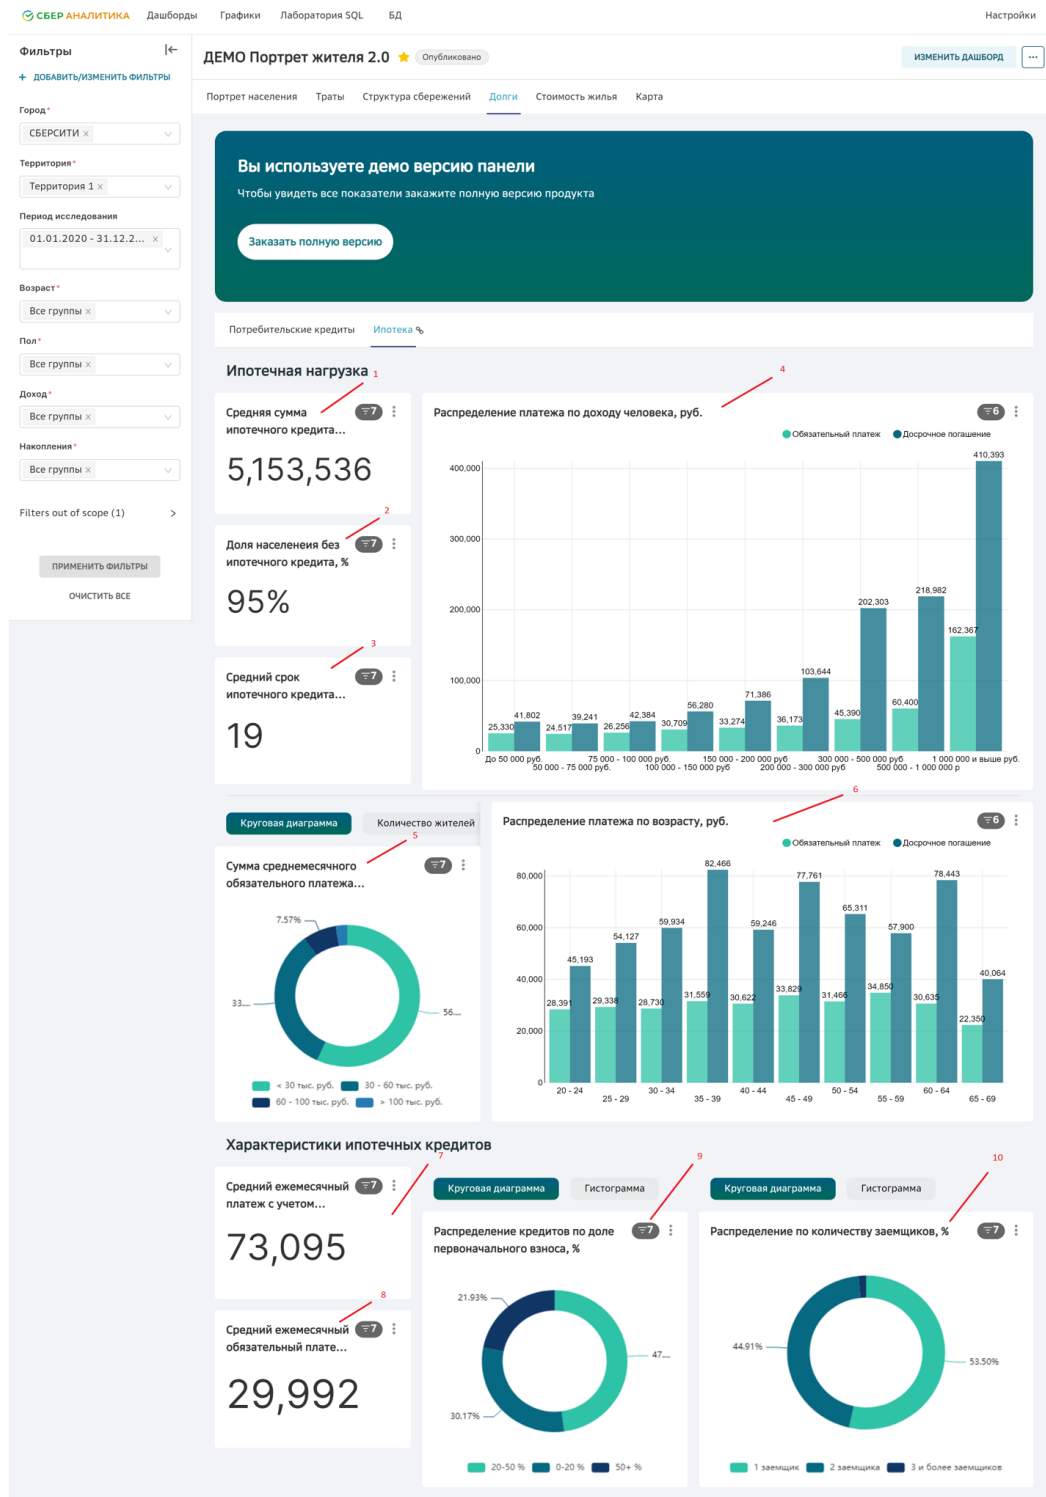 СБЕР АНАЛИТИКА
Дашборды
Графики
Лаборатория SQL
БД
Настройки
Фильтры
+ ДОБАВИТЬ/ИЗМЕНИТЬ ФИЛЬТРЫ
Город *
СБЕРСИТИ ×
Территория *
Территория 1 ×
Период исследования
01.01.2020 - 31.12.2... ×
Возраст *
Все группы ×
Пол *
Все группы ×
Доход *
Все группы ×
Накопления *
Все группы ×
Filters out of scope (1)
ПРИМЕНИТЬ ФИЛЬТРЫ
ОЧИСТИТЬ ВСЕ
ДЕМО Портрет жителя 2.0
Опубликовано
ИЗМЕНИТЬ ДАШБОРД
...
Портрет населения
Траты
Структура сбережений
Долги
Стоимость жилья
Карта
Вы используете демо версию панели
Чтобы увидеть все показатели закажите полную версию продукта
Заказать полную версию
Потребительские кредиты
Ипотека
Ипотечная нагрузка
1
Средняя сумма
ипотечного кредита...
7
5,153,536
2
Доля населенеия без
ипотечного кредита, %
7
95%
3
Средний срок
ипотечного кредита...
7
19
4
Распределение платежа по доходу человека, руб.
6
Обязательный платеж
Досрочное погашение
400,000
300,000
200,000
100,000
0
25,330
41,802
24,517
39,241
26,256
42,384
30,709
56,280
33,274
71,386
36,173
103,644
45,390
202,303
60,400
218,982
162,367
410,393
До 50 000 руб.
50 000 - 75 000 руб.
75 000 - 100 000 руб.
100 000 - 150 000 руб
150 000 - 200 000 руб
200 000 - 300 000 руб
300 000 - 500 000 руб
500 000 - 1 000 000 р
1 000 000 и выше руб.
Круговая диаграмма
Количество жителей
5
Сумма среднемесячного
обязательного платежа...
7
7.57%
33...
56....
< 30 тыс. руб.
30 - 60 тыс. руб.
60 - 100 тыс. руб.
> 100 тыс. руб.
6
Распределение платежа по возрасту, руб.
6
Обязательный платеж
Досрочное погашение
80,000
60,000
40,000
20,000
0
28,391
45,193
29,338
54,127
28,730
59,934
31,559
82,466
30,622
59,246
33,829
77,761
31,466
65,311
34,850
57,900
30,635
78,443
22,350
40,064
20 - 24
25 - 29
30 - 34
35 - 39
40 - 44
45 - 49
50 - 54
55 - 59
60 - 64
65 - 69
Характеристики ипотечных кредитов
7
Средний ежемесячный
платеж с учетом...
7
73,095
8
Средний ежемесячный
обязательный плате...
7
29,992
9
Круговая диаграмма
Гистограмма
Распределение кредитов по доле
первоначального взноса, %
7
21.93%
47....
30.17%
20-50 %
0-20 %
50+ %
10
Круговая диаграмма
Гистограмма
Распределение по количеству заемщиков, %
7
44.91%
53.50%
1 заемщик
2 заемщика
3 и более заемщиков